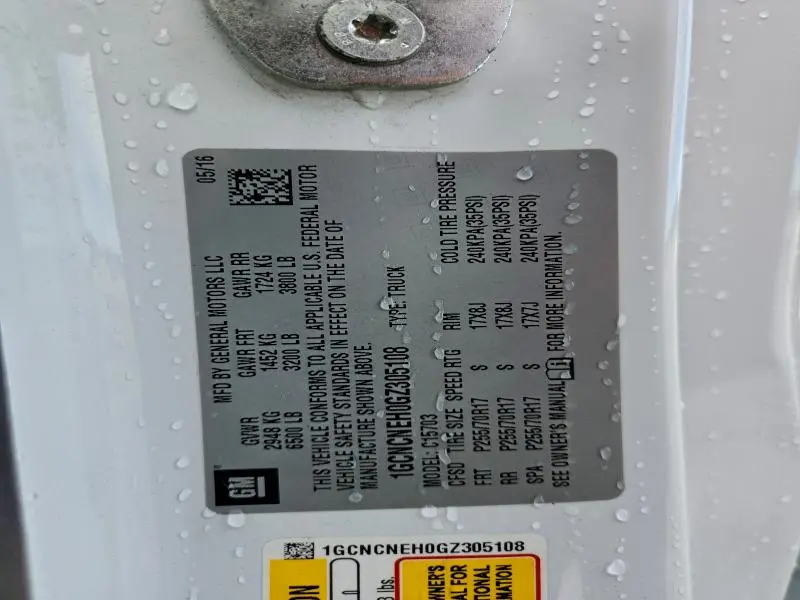 GM
MFD BY GENERAL MOTORS LLC 05/16
GVWR GAWR FRT GAWR RR
2948 KG 1452 KG 1724 KG
6500 LB 3200 LB 3800 LB
THIS VEHICLE CONFORMS TO ALL APPLICABLE U.S. FEDERAL MOTOR
VEHICLE SAFETY STANDARDS IN EFFECT ON THE DATE OF
MANUFACTURE SHOWN ABOVE.
1GCNCNEH0GZ305108 TYPE: TRUCK
MODEL: C15703
CFSD TIRE SIZE SPEED RTG RIM COLD TIRE PRESSURE
FRT P255/70R17 S 17X8J 240KPA(35PSI)
RR P255/70R17 S 17X8J 240KPA(35PSI)
SPA P255/70R17 S 17X7J 240KPA(35PSI)
SEE OWNER'S MANUAL FOR MORE INFORMATION.
1GCNCNEH0GZ305108